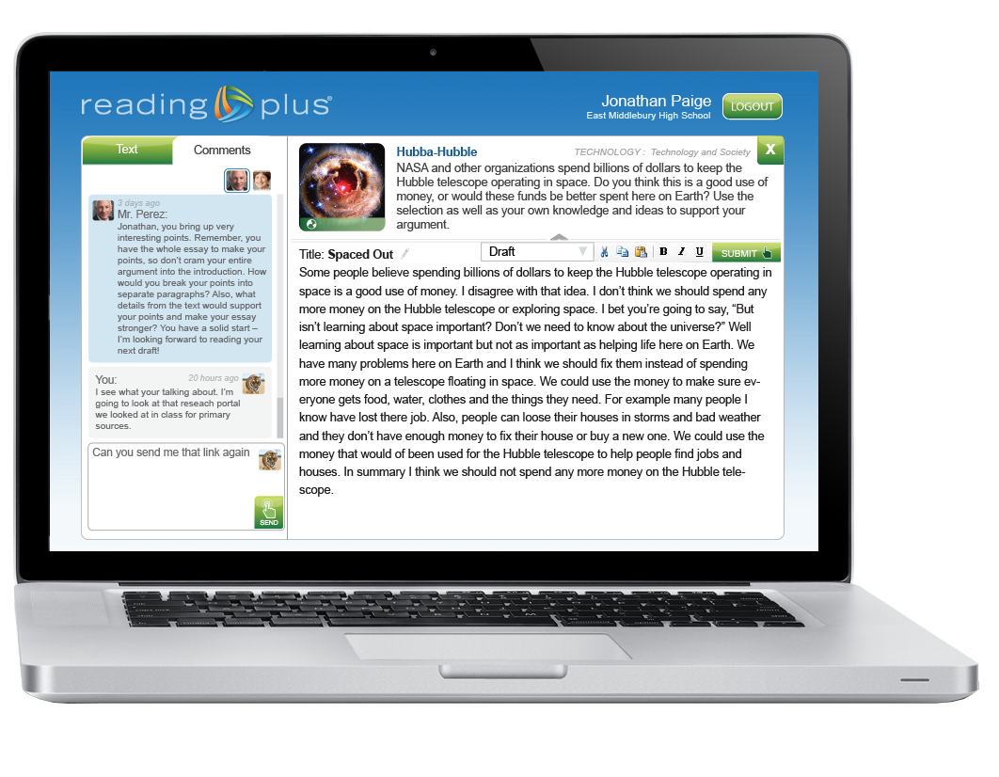 reading plus®
Jonathan Paige
East Middlebury High School
LOGOUT
Text
Comments
3 days ago
Mr. Perez:
Jonathan, you bring up very
interesting points. Remember, you
have the whole essay to make your
points, so don't cram your entire
argument into the introduction. How
would you break your points into
separate paragraphs? Also, what
details from the text would support
your points and make your essay
stronger? You have a solid start –
I'm looking forward to reading your
next draft!
You:
20 hours ago
I see what your talking about. I'm
going to look at that reseach portal
we looked at in class for primary
sources.
Can you send me that link again
SEND
Hubba-Hubble
TECHNOLOGY : Technology and Society
X
NASA and other organizations spend billions of dollars to keep the
Hubble telescope operating in space. Do you think this is a good use of
money, or would these funds be better spent here on Earth? Use the
selection as well as your own knowledge and ideas to support your
argument.
Title: Spaced Out
Draft
B I U
SUBMIT
Some people believe spending billions of dollars to keep the Hubble telescope operating in
space is a good use of money. I disagree with that idea. I don't think we should spend any
more money on the Hubble telescope or exploring space. I bet you're going to say, “But
isn't learning about space important? Don't we need to know about the universe?” Well
learning about space is important but not as important as helping life here on Earth. We
have many problems here on Earth and I think we should fix them instead of spending
more money on a telescope floating in space. We could use the money to make sure ev-
eryone gets food, water, clothes and the things they need. For example many people I
know have lost there job. Also, people can loose their houses in storms and bad weather
and they don't have enough money to fix their house or buy a new one. We could use the
money that would of been used for the Hubble telescope to help people find jobs and
houses. In summary I think we should not spend any more money on the Hubble tele-
scope.